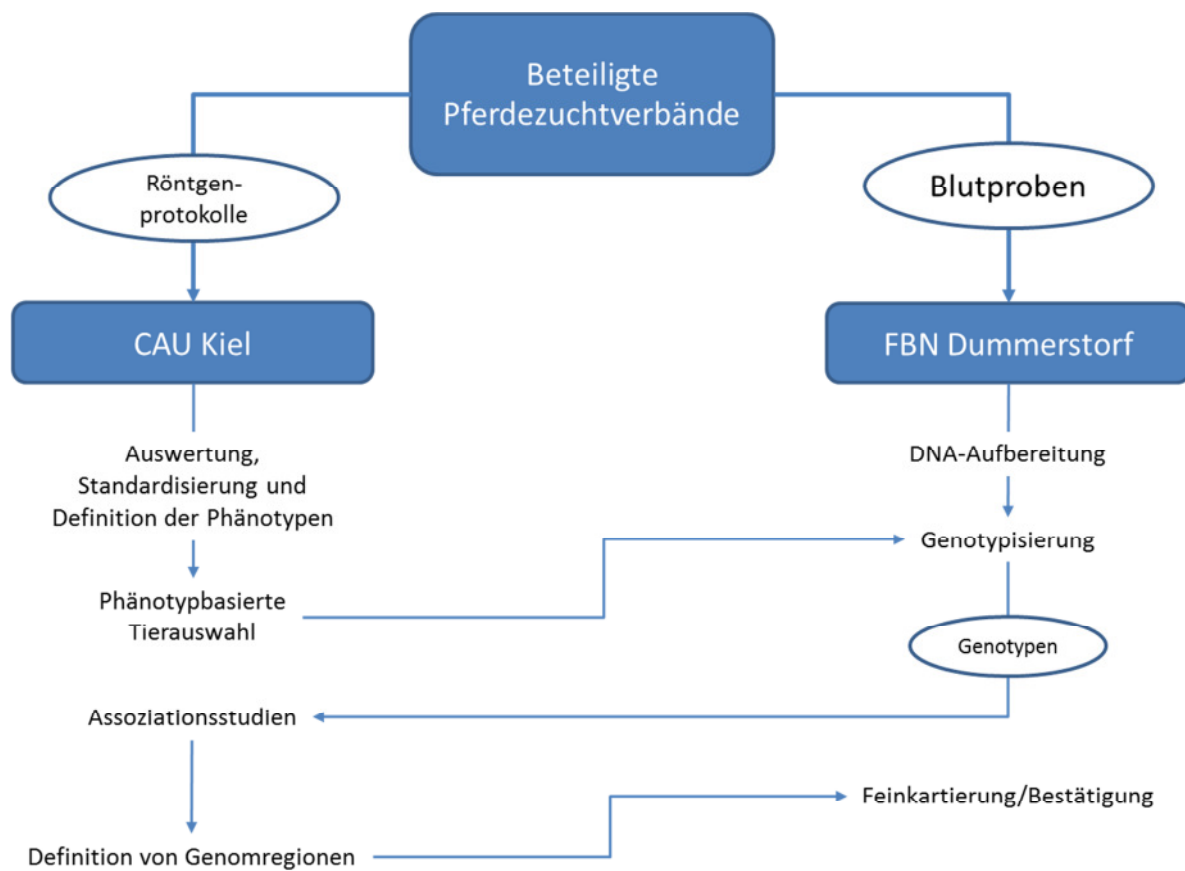 Beteiligte
Pferdezuchtverbände
Röntgen-
protokolle
Blutproben
CAU Kiel
FBN Dummerstorf
Auswertung,
Standardisierung und
Definition der Phänotypen
DNA-Aufbereitung
Genotypisierung
Phänotypbasierte
Tierauswahl
Genotypen
Assoziationsstudien
Feinkartierung/Bestätigung
Definition von Genomregionen